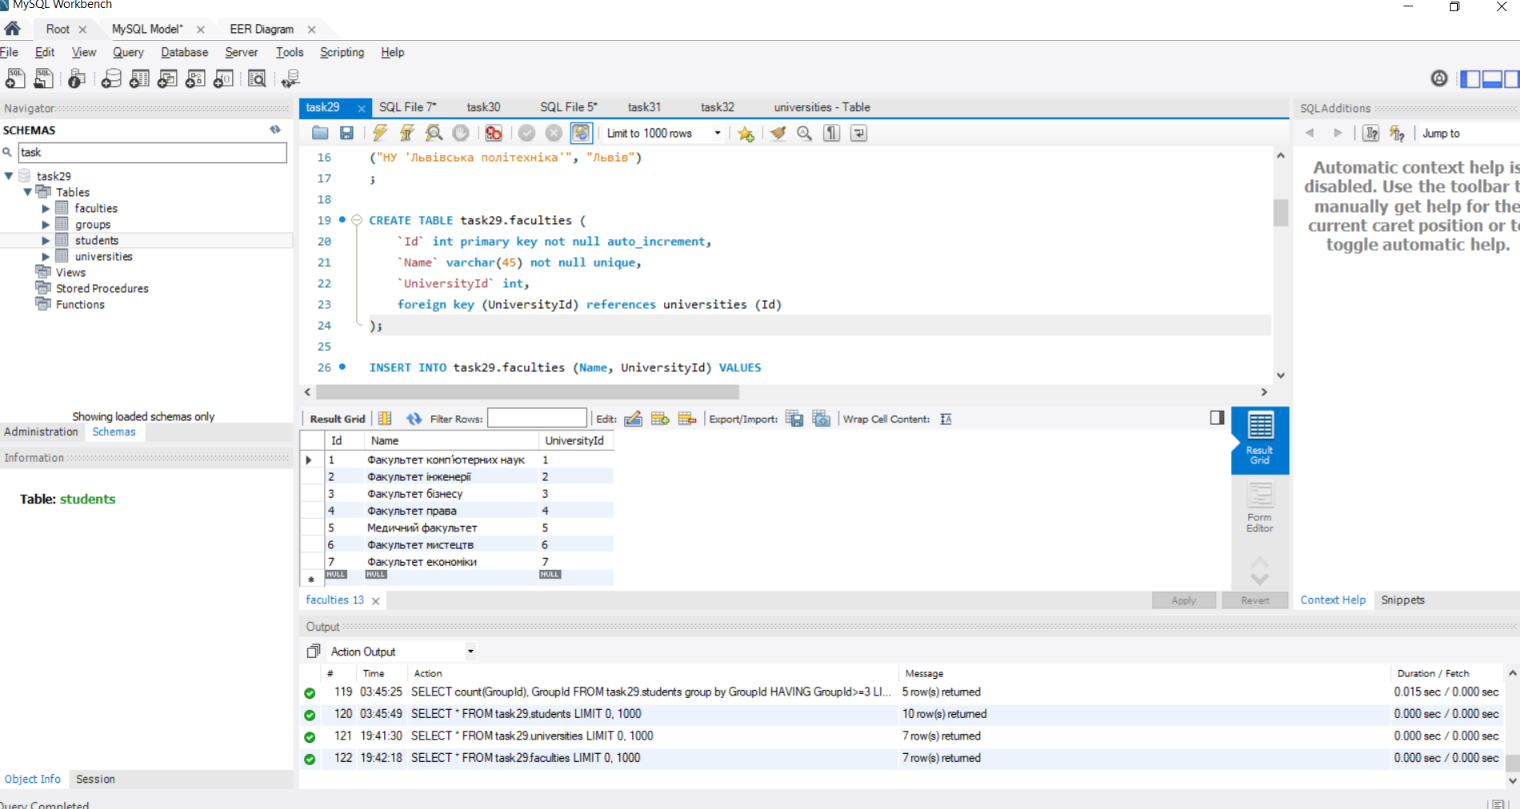 MySQL Workbench
Root
MySQL Model*
EER Diagram
File Edit View Query Database Server Tools Scripting Help
Navigator
SCHEMAS
task
task29
Tables
faculties
groups
students
universities
Views
Stored Procedures
Functions
Showing loaded schemas only
Administration Schemas
Information
Table: students
Object Info Session
Query Completed
task29 SQL File 7* task30 SQL File 5* task31 task32 universities - Table
Limit to 1000 rows
16 ("НУ 'Львівська політехніка'", "Львів")
17 ;
18
19 CREATE TABLE task29.faculties (
20 `Id` int primary key not null auto_increment,
21 `Name` varchar(45) not null unique,
22 `UniversityId` int,
23 foreign key (UniversityId) references universities (Id)
24 );
25
26 INSERT INTO task29.faculties (Name, UniversityId) VALUES
Result Grid Filter Rows: Edit: Export/Import: Wrap Cell Content: IA
Id Name UniversityId
1 Факультет комп'ютерних наук 1
2 Факультет інженерії 2
3 Факультет бізнесу 3
4 Факультет права 4
5 Медичний факультет 5
6 Факультет мистецтв 6
7 Факультет економіки 7
NULL NULL NULL
Result Grid
Form Editor
faculties 13
Apply Revert
SQLAdditions
Jump to
Automatic context help is
disabled. Use the toolbar
manually get help for the
current caret position or
toggle automatic help.
Context Help Snippets
Output
Action Output
# Time Action Message Duration / Fetch
119 03:45:25 SELECT count(GroupId), GroupId FROM task29.students group by GroupId HAVING GroupId>=3 LI... 5 row(s) returned 0.015 sec / 0.000 sec
120 03:45:49 SELECT * FROM task29.students LIMIT 0, 1000 10 row(s) returned 0.000 sec / 0.000 sec
121 19:41:30 SELECT * FROM task29.universities LIMIT 0, 1000 7 row(s) returned 0.000 sec / 0.000 sec
122 19:42:18 SELECT * FROM task29.faculties LIMIT 0, 1000 7 row(s) returned 0.000 sec / 0.000 sec